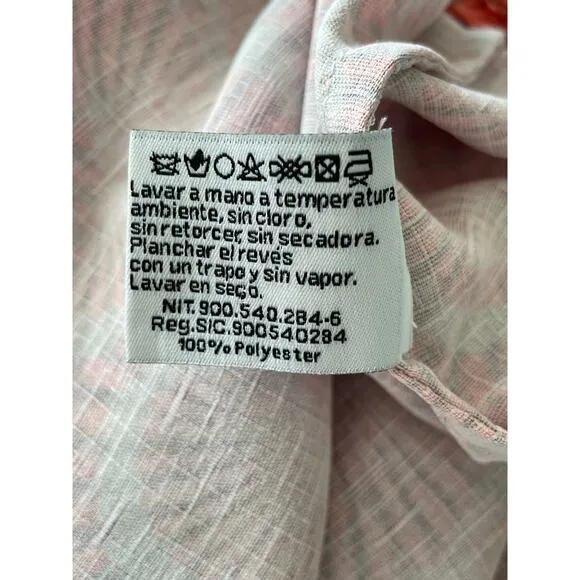 Lavar a mano a temperatura
ambiente, sin cloro,
sin retorcer, sin secadora.
Planchar el revés
con un trapo y sin vapor.
Lavar en seco.
NIT. 900.540.284-6
Reg.SIC.900540284
100% Polyester